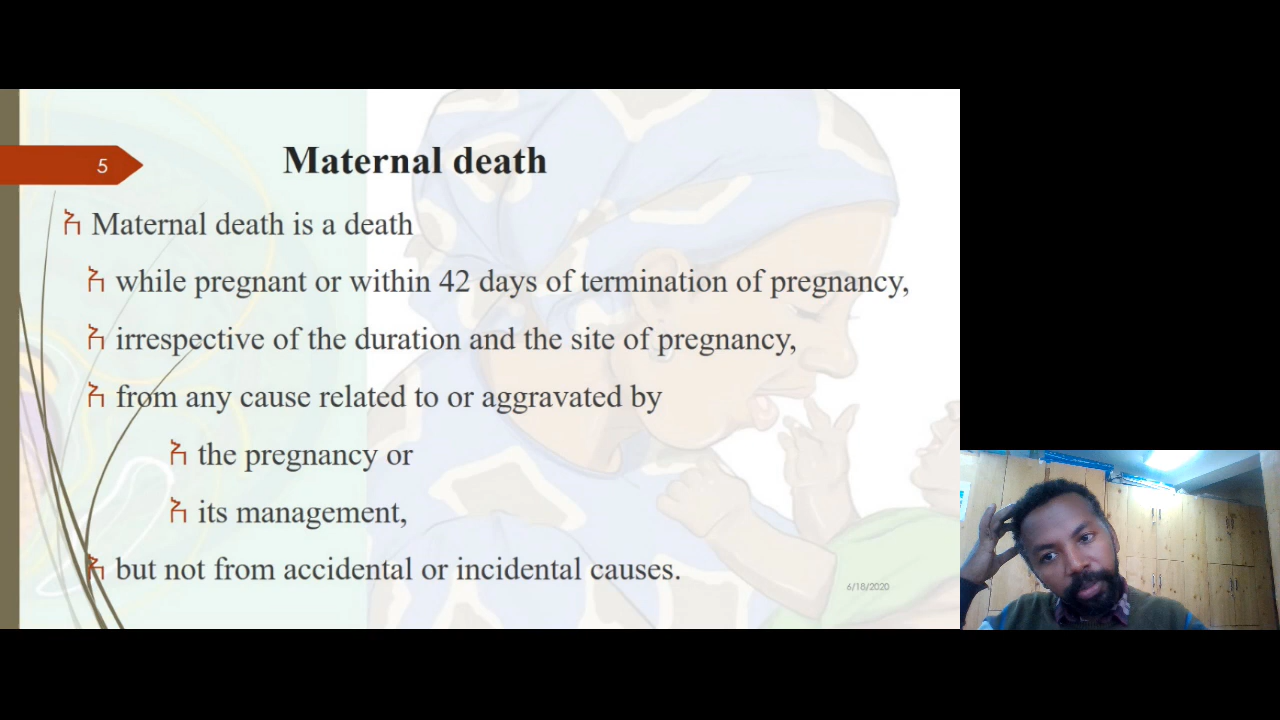 5
Maternal death
ጎ Maternal death is a death
ጎ while pregnant or within 42 days of termination of pregnancy,
ጎ irrespective of the duration and the site of pregnancy,
ጎ from any cause related to or aggravated by
ጎ the pregnancy or
ጎ its management,
ጎ but not from accidental or incidental causes.
6/18/2020